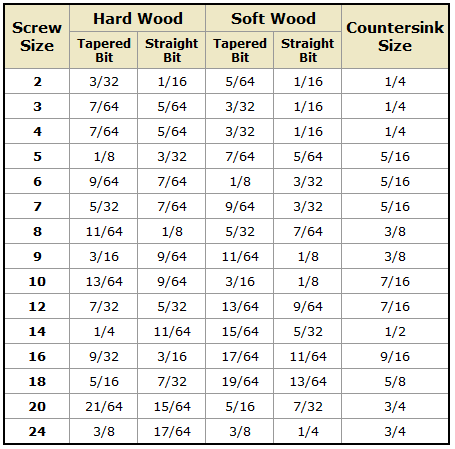 Screw Size Hard Wood Soft Wood Countersink Size
Tapered Bit Straight Bit Tapered Bit Straight Bit
2 3/32 1/16 5/64 1/16 1/4
3 7/64 5/64 3/32 1/16 1/4
4 7/64 5/64 3/32 1/16 1/4
5 1/8 3/32 7/64 5/64 5/16
6 9/64 7/64 1/8 3/32 5/16
7 5/32 7/64 9/64 3/32 5/16
8 11/64 1/8 5/32 7/64 3/8
9 3/16 9/64 11/64 1/8 3/8
10 13/64 9/64 3/16 1/8 7/16
12 7/32 5/32 13/64 9/64 7/16
14 1/4 11/64 15/64 5/32 1/2
16 9/32 3/16 17/64 11/64 9/16
18 5/16 7/32 19/64 13/64 5/8
20 21/64 15/64 5/16 7/32 3/4
24 3/8 17/64 3/8 1/4 3/4